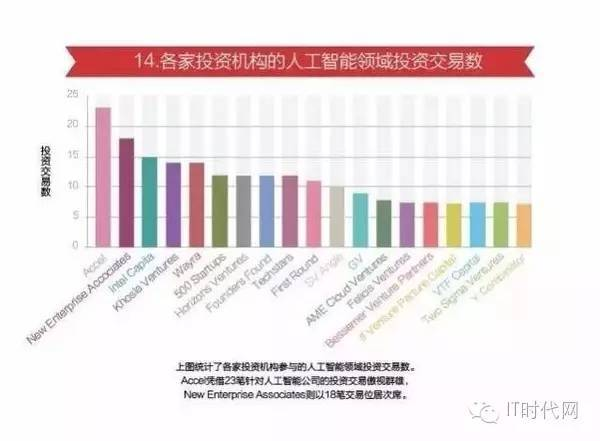 14.各家投资机构的人工智能领域投资交易数
投资交易数
25
20
15
10
5
0
Accel
New Enterprise Accociates
Intel Capita
Khosla Ventures
Wayra
500 Startups
Horizons Ventures
Founders Found
Techstars
First Round
SV Angle
GV
AME Cloud Ventures
Felicis Ventures
Bessemer Venture Partners
Venture Pacture Capital
VTF Capital
Two Sigma Ventures
Y Combinator
上图统计了各家投资机构参与的人工智能领域投资交易数。
Accel凭借23笔针对人工智能公司的投资交易傲视群雄，
New Enterprise Associates则以18笔交易位居次席。
IT时代网